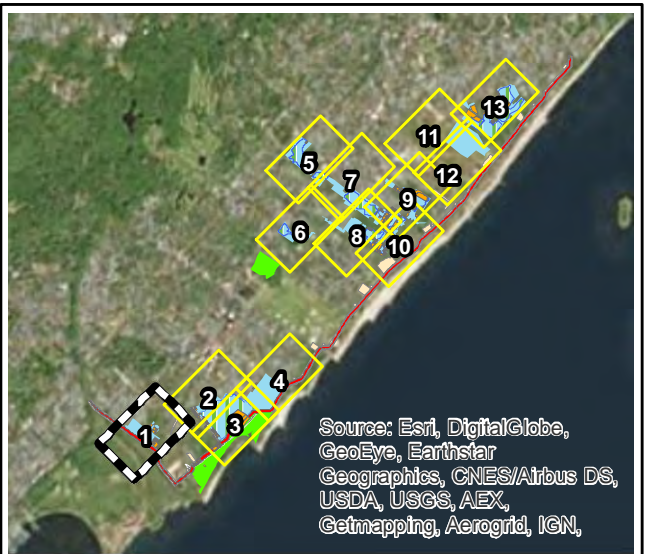 13
11
5
12
7
9
6
8
10
4
2
3
1
Source: Esri, DigitalGlobe,
GeoEye, Earthstar
Geographics, CNES/Airbus DS,
USDA, USGS, AEX,
Getmapping, Aerogrid, IGN,